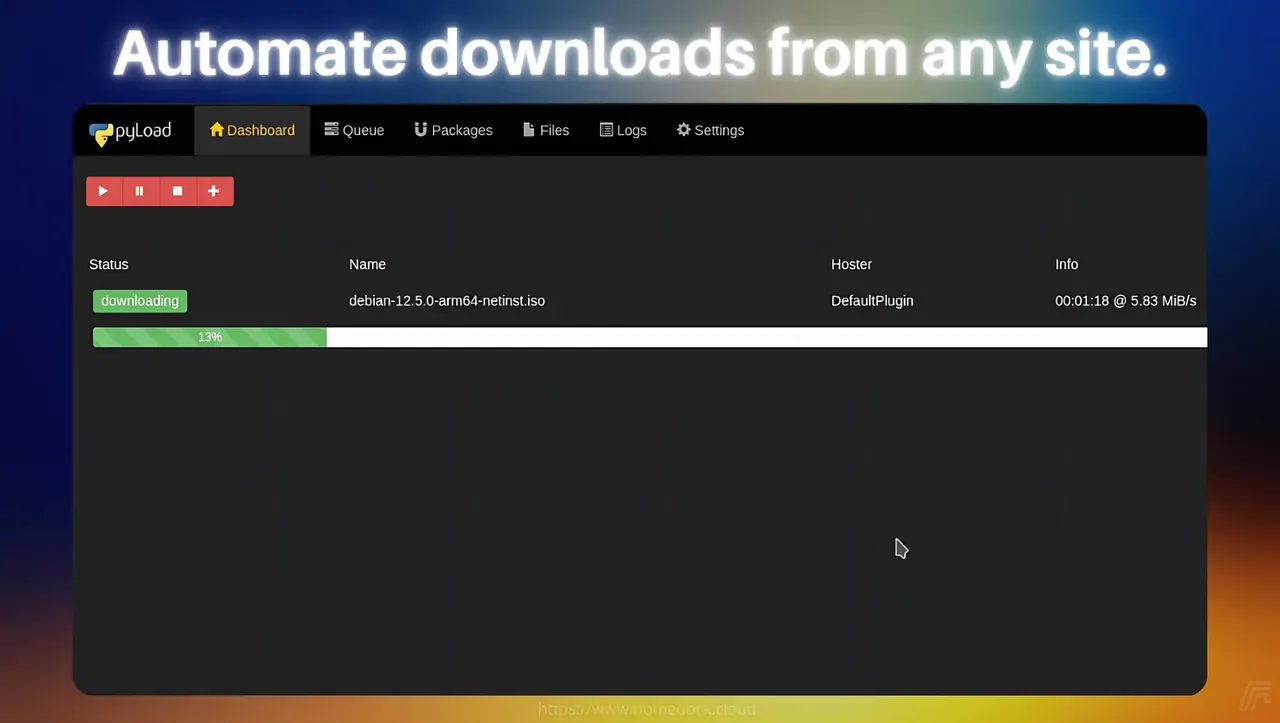 Automate downloads from any site.
pyLoad Dashboard Queue Packages Files Logs Settings
Status Name Hoster Info
downloading debian-12.5.0-arm64-netinst.iso DefaultPlugin 00:01:18 @ 5.83 MiB/s
13%
https://www.homedock.cloud